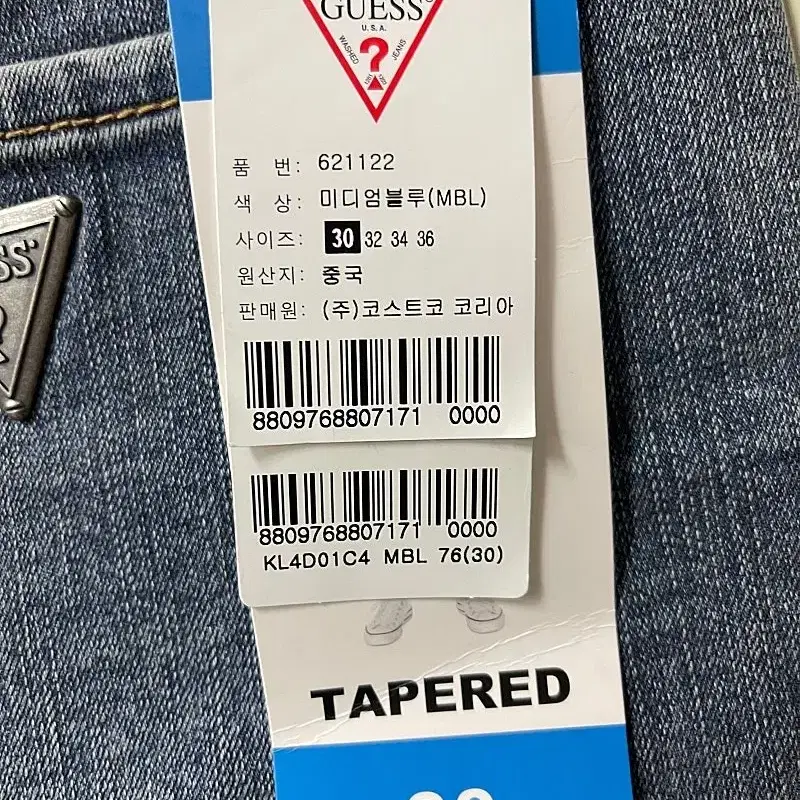 GUESS
U.S.A.
WASHED ? JEANS
품 번: 621122
색 상: 미디엄블루(MBL)
사이즈: 30 32 34 36
원산지: 중국
판매원: (주)코스트코 코리아
8809768807171 0000
8809768807171 0000
KL4D01C4 MBL 76(30)
TAPERED